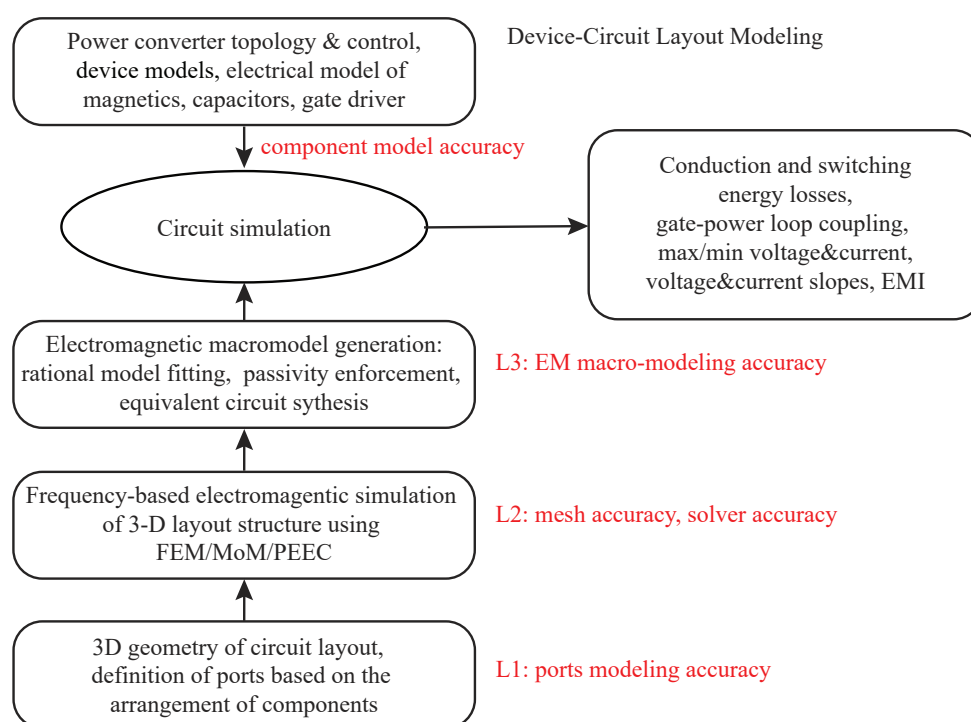 Power converter topology & control,
device models, electrical model of
magnetics, capacitors, gate driver
Device-Circuit Layout Modeling
component model accuracy
Circuit simulation
Conduction and switching
energy losses,
gate-power loop coupling,
max/min voltage&current,
voltage&current slopes, EMI
Electromagnetic macromodel generation:
rational model fitting, passivity enforcement,
equivalent circuit sythesis
L3: EM macro-modeling accuracy
Frequency-based electromagentic simulation
of 3-D layout structure using
FEM/MoM/PEEC
L2: mesh accuracy, solver accuracy
3D geometry of circuit layout,
definition of ports based on the
arrangement of components
L1: ports modeling accuracy